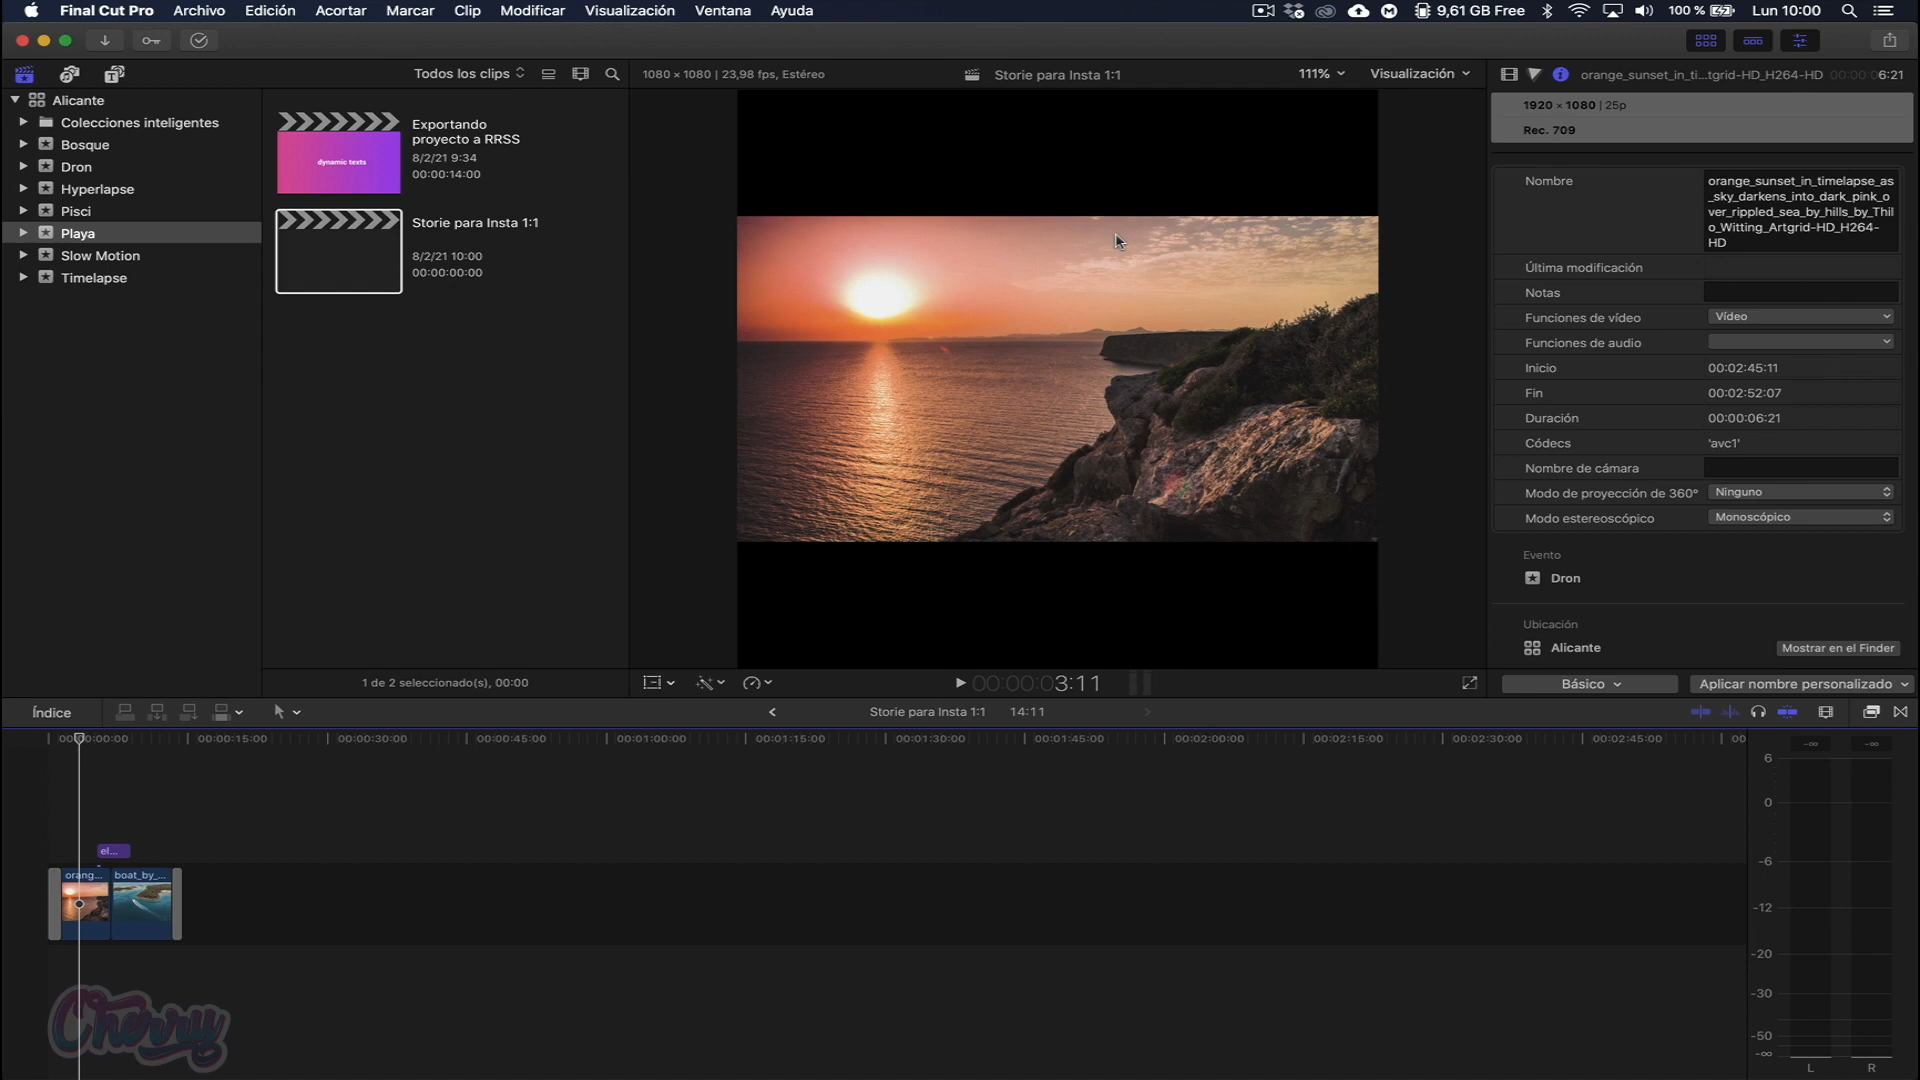 Final Cut Pro Archivo Edición Acortar Marcar Clip Modificar Visualización Ventana Ayuda 9,61 GB Free 100 % Lun 10:00
Todos los clips 1080 × 1080 | 23,98 fps, Estéreo Storie para Insta 1:1 111% Visualización orange_sunset_in_ti...tgrid-HD_H264-HD 00:00:06:21
Alicante
Colecciones inteligentes
Bosque
Dron
Hyperlapse
Pisci
Playa
Slow Motion
Timelapse
dynamic texts
Exportando
proyecto a RRSS
8/2/21 9:34
00:00:14:00
Storie para Insta 1:1
8/2/21 10:00
00:00:00:00
1 de 2 seleccionado(s), 00:00
00:00:03:11
1920 × 1080 | 25p
Rec. 709
Nombre
orange_sunset_in_timelapse_as
_sky_darkens_into_dark_pink_o
ver_rippled_sea_by_hills_by_Thil
o_Witting_Artgrid-HD_H264-
HD
Última modificación
Notas
Funciones de vídeo Vídeo
Funciones de audio
Inicio 00:02:45:11
Fin 00:02:52:07
Duración 00:00:06:21
Códecs 'avc1'
Nombre de cámara
Modo de proyección de 360° Ninguno
Modo estereoscópico Monoscópico
Evento
Dron
Ubicación
Alicante Mostrar en el Finder
Básico Aplicar nombre personalizado
Índice Storie para Insta 1:1 14:11
00:00:00:00 00:00:15:00 00:00:30:00 00:00:45:00 00:01:00:00 00:01:15:00 00:01:30:00 00:01:45:00 00:02:00:00 00:02:15:00 00:02:30:00 00:02:45:00 00
el...
orang... boat_by_...
Cherry
-∞ -∞
6
0
-6
-12
-20
-30
-50
-∞
L R